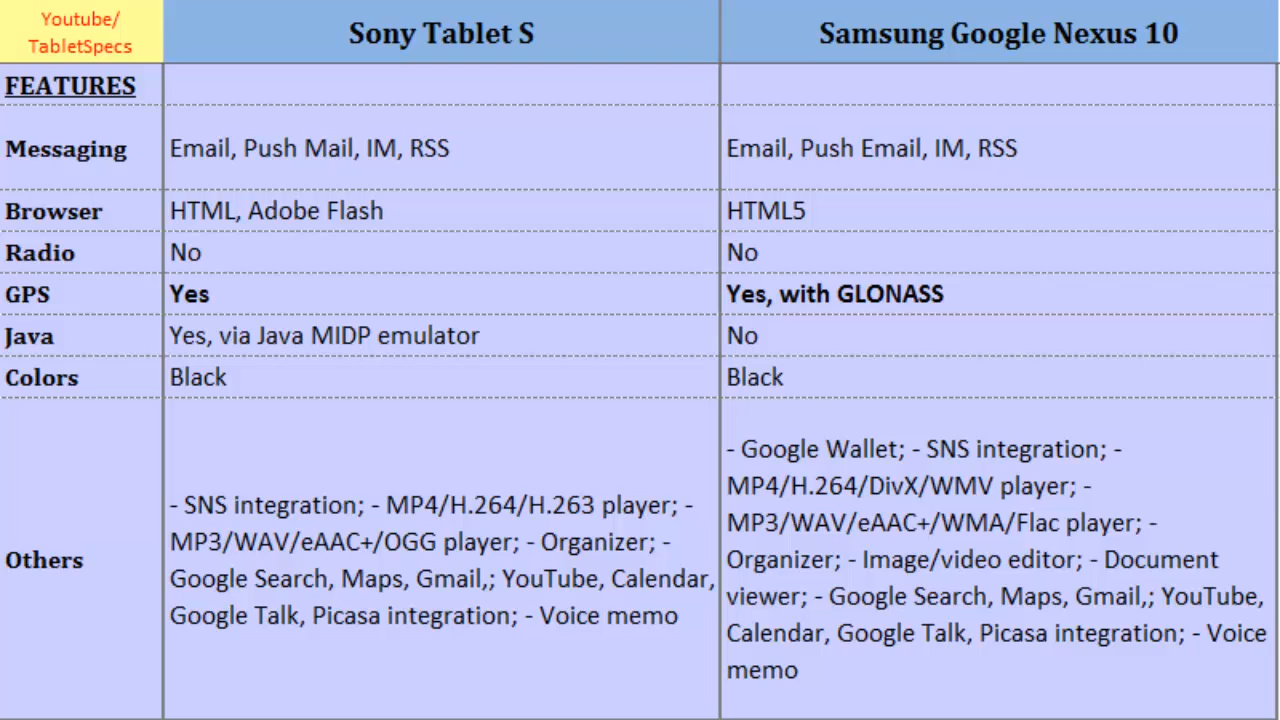 Youtube/
TabletSpecs
Sony Tablet S
Samsung Google Nexus 10
FEATURES
Messaging
Email, Push Mail, IM, RSS
Email, Push Email, IM, RSS
Browser
HTML, Adobe Flash
HTML5
Radio
No
No
GPS
Yes
Yes, with GLONASS
Java
Yes, via Java MIDP emulator
No
Colors
Black
Black
Others
- SNS integration; - MP4/H.264/H.263 player; -
MP3/WAV/eAAC+/OGG player; - Organizer; -
Google Search, Maps, Gmail,; YouTube, Calendar,
Google Talk, Picasa integration; - Voice memo
- Google Wallet; - SNS integration; -
MP4/H.264/DivX/WMV player; -
MP3/WAV/eAAC+/WMA/Flac player; -
Organizer; - Image/video editor; - Document
viewer; - Google Search, Maps, Gmail,; YouTube,
Calendar, Google Talk, Picasa integration; - Voice
memo